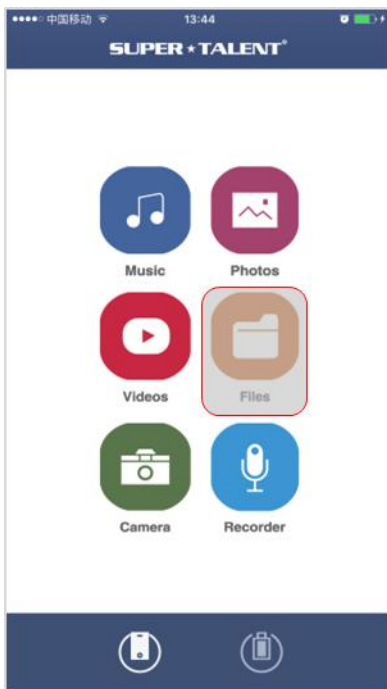 中国移动 13:44
SUPER★TALENT®
Music Photos
Videos Files
Camera Recorder